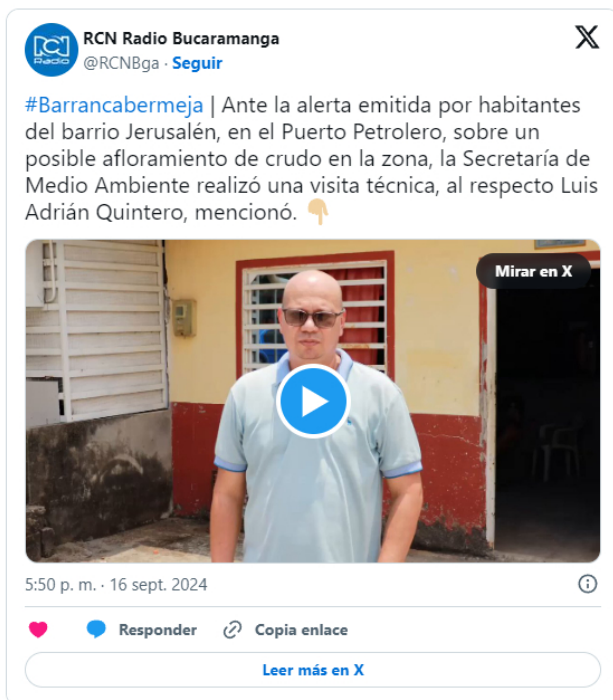 RCN
Radio
RCN Radio Bucaramanga
@RCNBga · Seguir
#Barrancabermeja | Ante la alerta emitida por habitantes
del barrio Jerusalén, en el Puerto Petrolero, sobre un
posible afloramiento de crudo en la zona, la Secretaría de
Medio Ambiente realizó una visita técnica, al respecto Luis
Adrián Quintero, mencionó. 👇🏼
Mirar en X
5:50 p. m. · 16 sept. 2024
Responder Copia enlace
Leer más en X